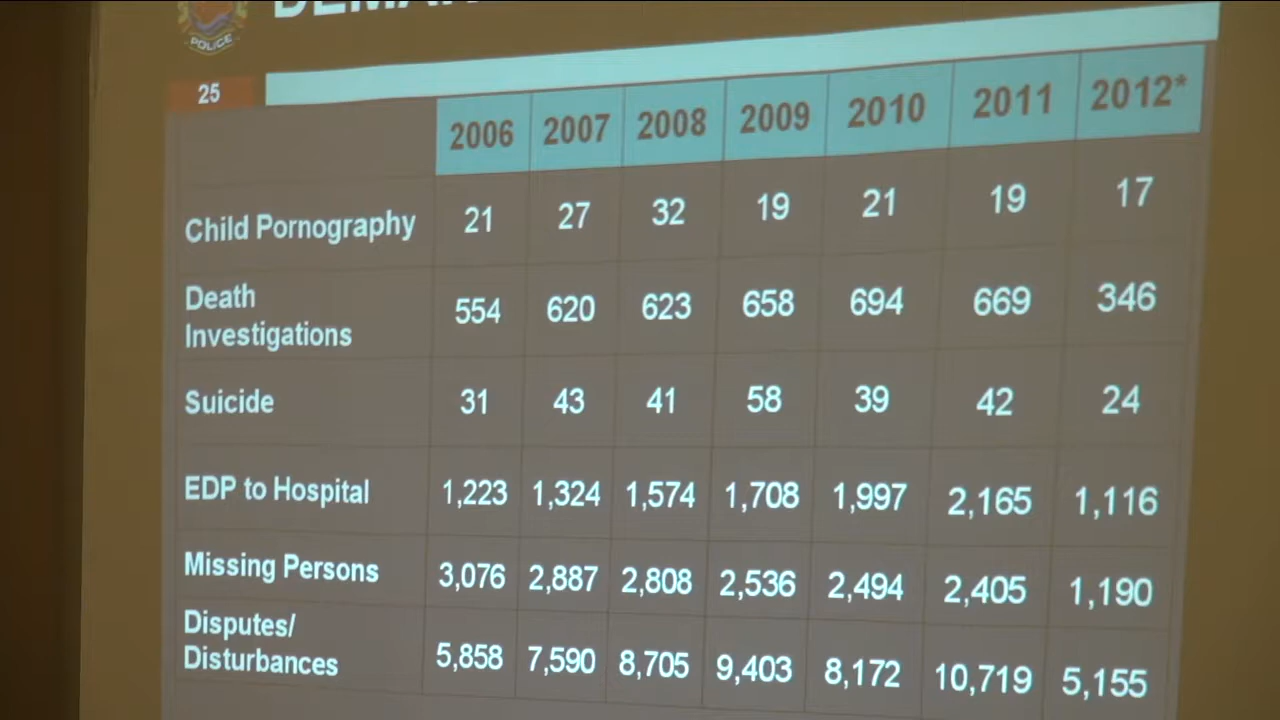 POLICE
25
2006 2007 2008 2009 2010 2011 2012*
Child Pornography 21 27 32 19 21 19 17
Death
Investigations 554 620 623 658 694 669 346
Suicide 31 43 41 58 39 42 24
EDP to Hospital 1,223 1,324 1,574 1,708 1,997 2,165 1,116
Missing Persons 3,076 2,887 2,808 2,536 2,494 2,405 1,190
Disputes/
Disturbances 5,858 7,590 8,705 9,403 8,172 10,719 5,155